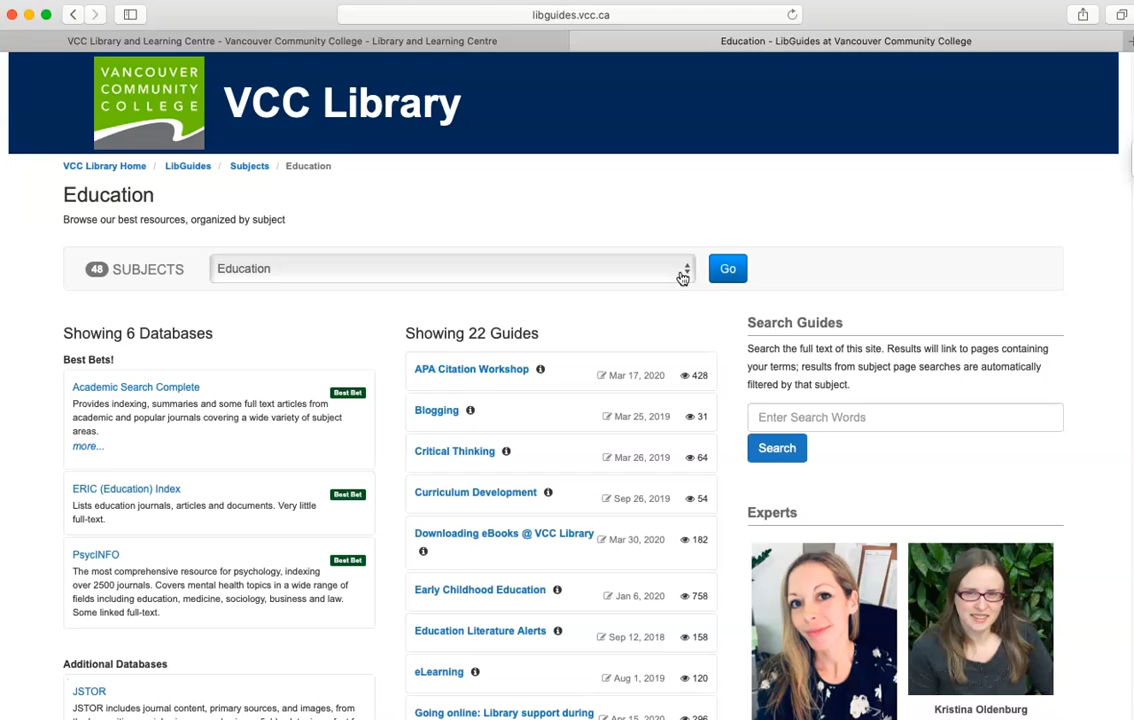 libguides.vcc.ca
VCC Library and Learning Centre - Vancouver Community College - Library and Learning Centre
Education - LibGuides at Vancouver Community College
VANCOUVER
COMMUNITY
COLLEGE
VCC Library
VCC Library Home / LibGuides / Subjects / Education
Education
Browse our best resources, organized by subject
48 SUBJECTS
Education
Go
Showing 6 Databases
Best Bets!
Academic Search Complete
Best Bet
Provides indexing, summaries and some full text articles from
academic and popular journals covering a wide variety of subject
areas.
more...
ERIC (Education) Index
Best Bet
Lists education journals, articles and documents. Very little
full-text.
PsycINFO
Best Bet
The most comprehensive resource for psychology, indexing
over 2500 journals. Covers mental health topics in a wide range of
fields including education, medicine, sociology, business and law.
Some linked full-text.
Additional Databases
JSTOR
JSTOR includes journal content, primary sources, and images, from
Showing 22 Guides
APA Citation Workshop
Mar 17, 2020 428
Blogging
Mar 25, 2019 31
Critical Thinking
Mar 26, 2019 64
Curriculum Development
Sep 26, 2019 54
Downloading eBooks @ VCC Library
Mar 30, 2020 182
Early Childhood Education
Jan 6, 2020 758
Education Literature Alerts
Sep 12, 2018 158
eLearning
Aug 1, 2019 120
Going online: Library support during
Apr 15, 2020 296
Search Guides
Search the full text of this site. Results will link to pages containing
your terms; results from subject page searches are automatically
filtered by that subject.
Enter Search Words
Search
Experts
Kristina Oldenburg